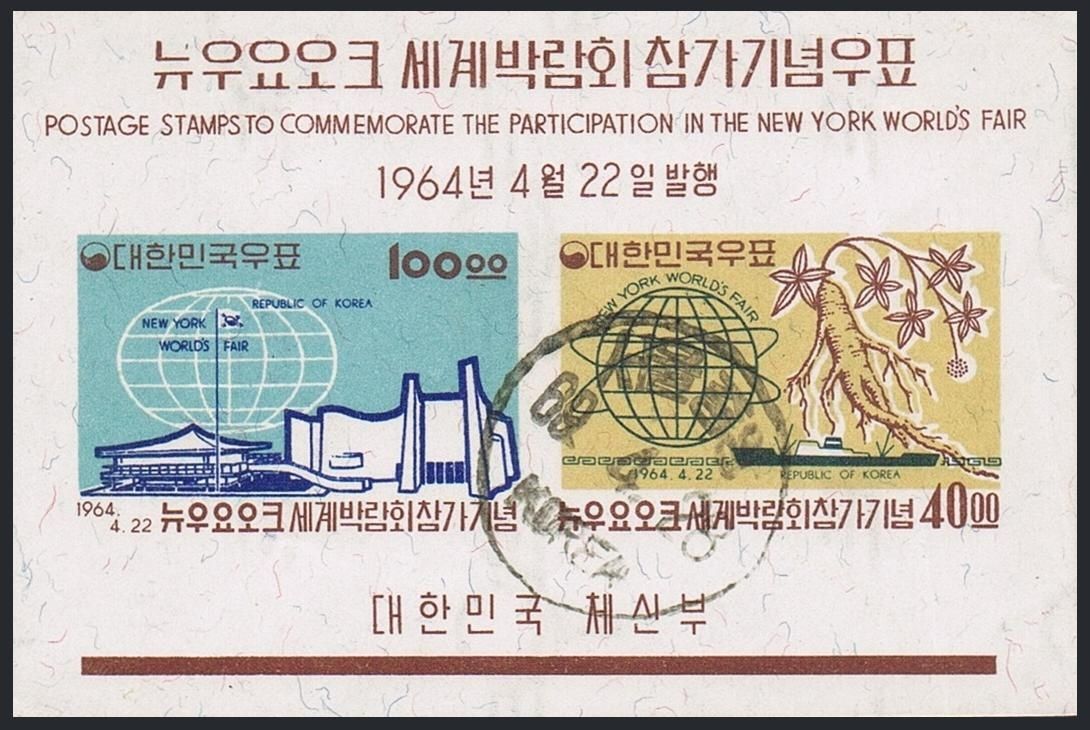 뉴우요오크 세계박람회 참가기념우표
POSTAGE STAMPS TO COMMEMORATE THE PARTICIPATION IN THE NEW YORK WORLD'S FAIR
1964년 4월 22일 발행
대한민국우표 10000
REPUBLIC OF KOREA
NEW YORK
WORLD'S FAIR
1964.
4.22 뉴우요오크 세계박람회 참가기념
대한민국우표
NEW YORK WORLD'S FAIR
1964. 4. 22 REPUBLIC OF KOREA
뉴우요오크 세계박람회 참가기념 4000
KOREA
대한민국 체신부